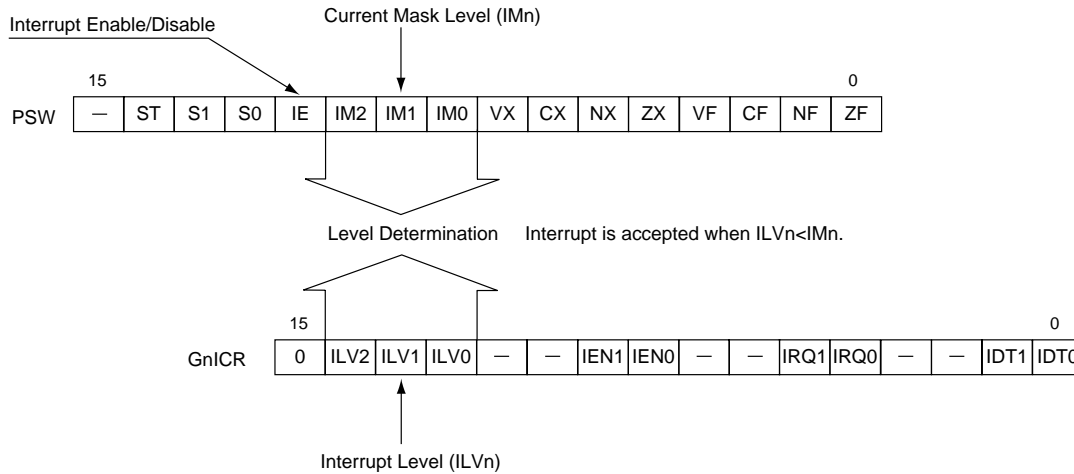 Current Mask Level (IMn)
Interrupt Enable/Disable
15 0
PSW — ST S1 S0 IE IM2 IM1 IM0 VX CX NX ZX VF CF NF ZF
Level Determination Interrupt is accepted when ILVn<IMn.
15 0
GnICR 0 ILV2 ILV1 ILV0 — — IEN1 IEN0 — — IRQ1 IRQ0 — — IDT1 IDT0
Interrupt Level (ILVn)